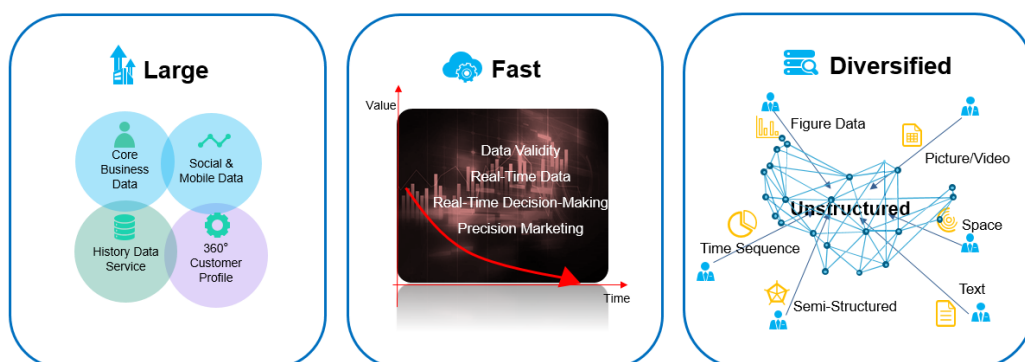 Large
Core
Business
Data
Social &
Mobile Data
History Data
Service
360°
Customer
Profile
Fast
Value
Data Validity
Real-Time Data
Real-Time Decision-Making
Precision Marketing
Time
Diversified
Figure Data
Picture/Video
Unstructured
Space
Time Sequence
Text
Semi-Structured